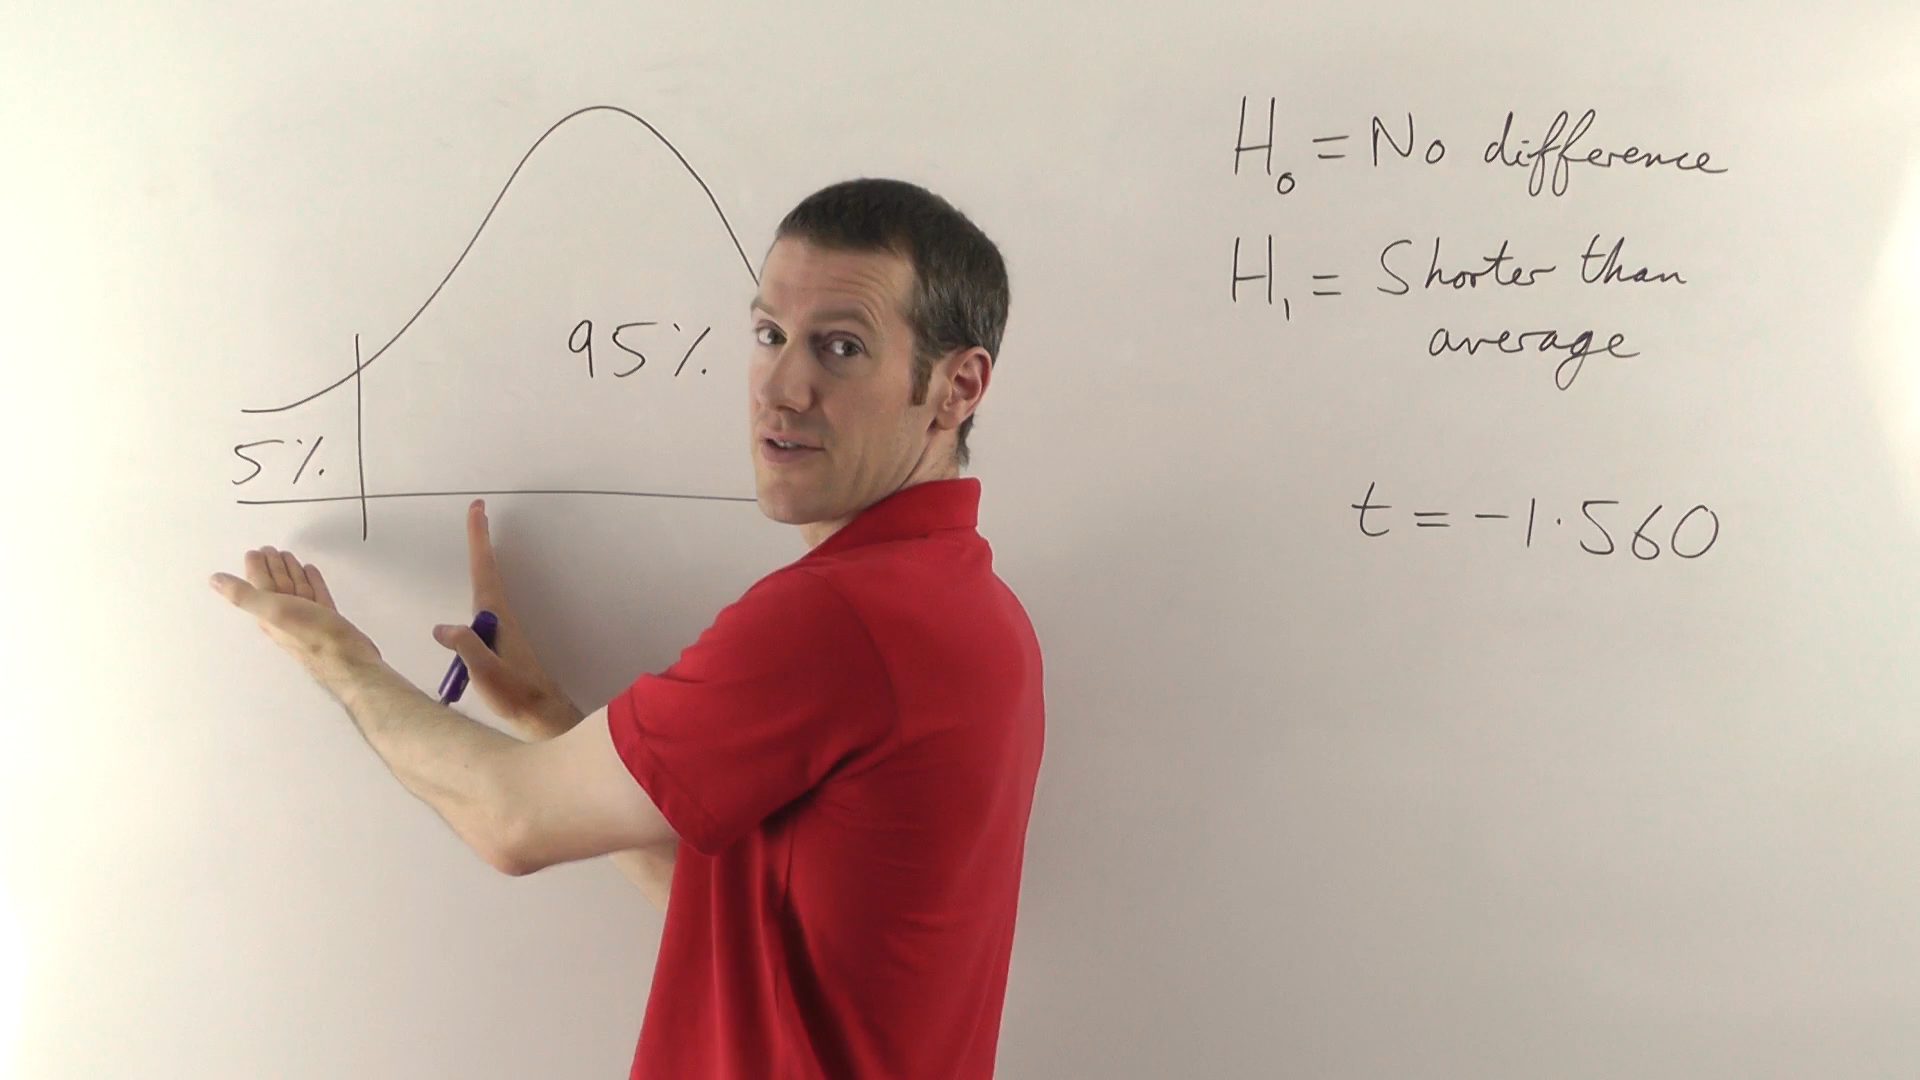 95%
5%
H₀ = No difference
H₁ = Shorter than
average
t = -1·560